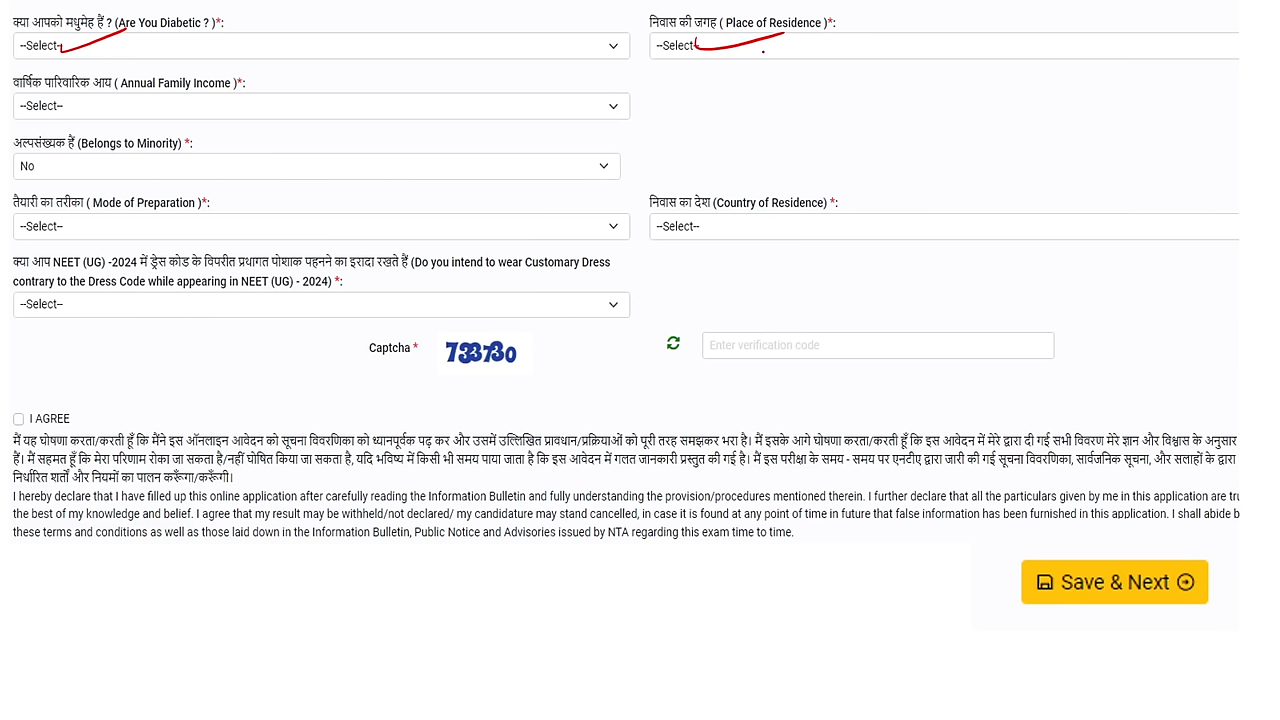 क्या आपको मधुमेह हैं ? (Are You Diabetic ? )*:
निवास की जगह ( Place of Residence )*:
--Select--
--Select--
वार्षिक पारिवारिक आय ( Annual Family Income )*:
--Select--
अल्पसंख्यक हैं (Belongs to Minority) *:
No
तैयारी का तरीका ( Mode of Preparation )*:
निवास का देश (Country of Residence) *:
--Select--
--Select--
क्या आप NEET (UG) -2024 में ड्रेस कोड के विपरीत प्रथागत पोशाक पहनने का इरादा रखते हैं (Do you intend to wear Customary Dress
contrary to the Dress Code while appearing in NEET (UG) - 2024) *:
--Select--
Captcha *
733730
Enter verification code
I AGREE
मैं यह घोषणा करता/करती हूँ कि मैंने इस ऑनलाइन आवेदन को सूचना विवरणिका को ध्यानपूर्वक पढ़ कर और उसमें उल्लिखित प्रावधान/प्रक्रियाओं को पूरी तरह समझकर भरा है। मैं इसके आगे घोषणा करता/करती हूँ कि इस आवेदन में मेरे द्वारा दी गई सभी विवरण मेरे ज्ञान और विश्वास के अनुसार
हैं। मैं सहमत हूँ कि मेरा परिणाम रोका जा सकता है/नहीं घोषित किया जा सकता है, यदि भविष्य में किसी भी समय पाया जाता है कि इस आवेदन में गलत जानकारी प्रस्तुत की गई है। मैं इस परीक्षा के समय - समय पर एनटीए द्वारा जारी की गई सूचना विवरणिका, सार्वजनिक सूचना, और सलाहों के द्वारा
निर्धारित शर्तों और नियमों का पालन करूँगा/करूँगी।
I hereby declare that I have filled up this online application after carefully reading the Information Bulletin and fully understanding the provision/procedures mentioned therein. I further declare that all the particulars given by me in this application are tru
the best of my knowledge and belief. I agree that my result may be withheld/not declared/ my candidature may stand cancelled, in case it is found at any point of time in future that false information has been furnished in this application. I shall abide b
these terms and conditions as well as those laid down in the Information Bulletin, Public Notice and Advisories issued by NTA regarding this exam time to time.
Save & Next